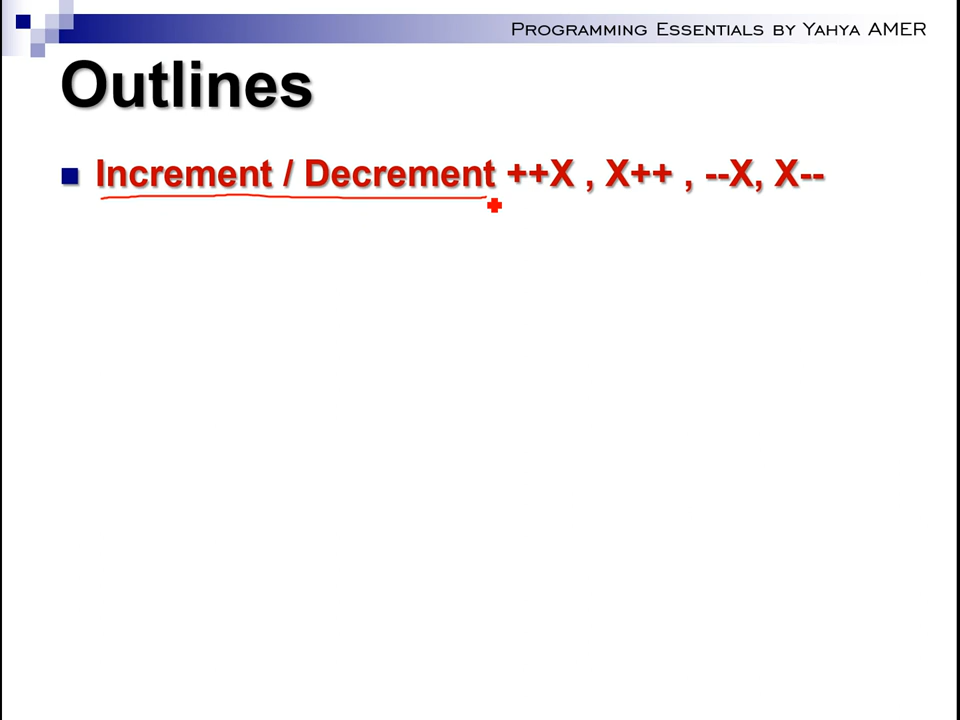 Programming Essentials by Yahya AMER
Outlines
Increment / Decrement ++X , X++ , --X, X--